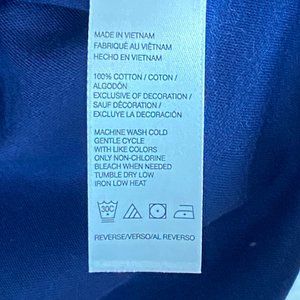 MADE IN VIETNAM
FABRIQUÉ AU VIÊTNAM
HECHO EN VIETNAM
100% COTTON / COTON /
ALGODÓN
EXCLUSIVE OF DECORATION /
SAUF DÉCORATION /
EXCLUYE LA DECORACIÓN
MACHINE WASH COLD
GENTLE CYCLE
WITH LIKE COLORS
ONLY NON-CHLORINE
BLEACH WHEN NEEDED
TUMBLE DRY LOW
IRON LOW HEAT
30C
REVERSE/VERSO/AL REVERSO